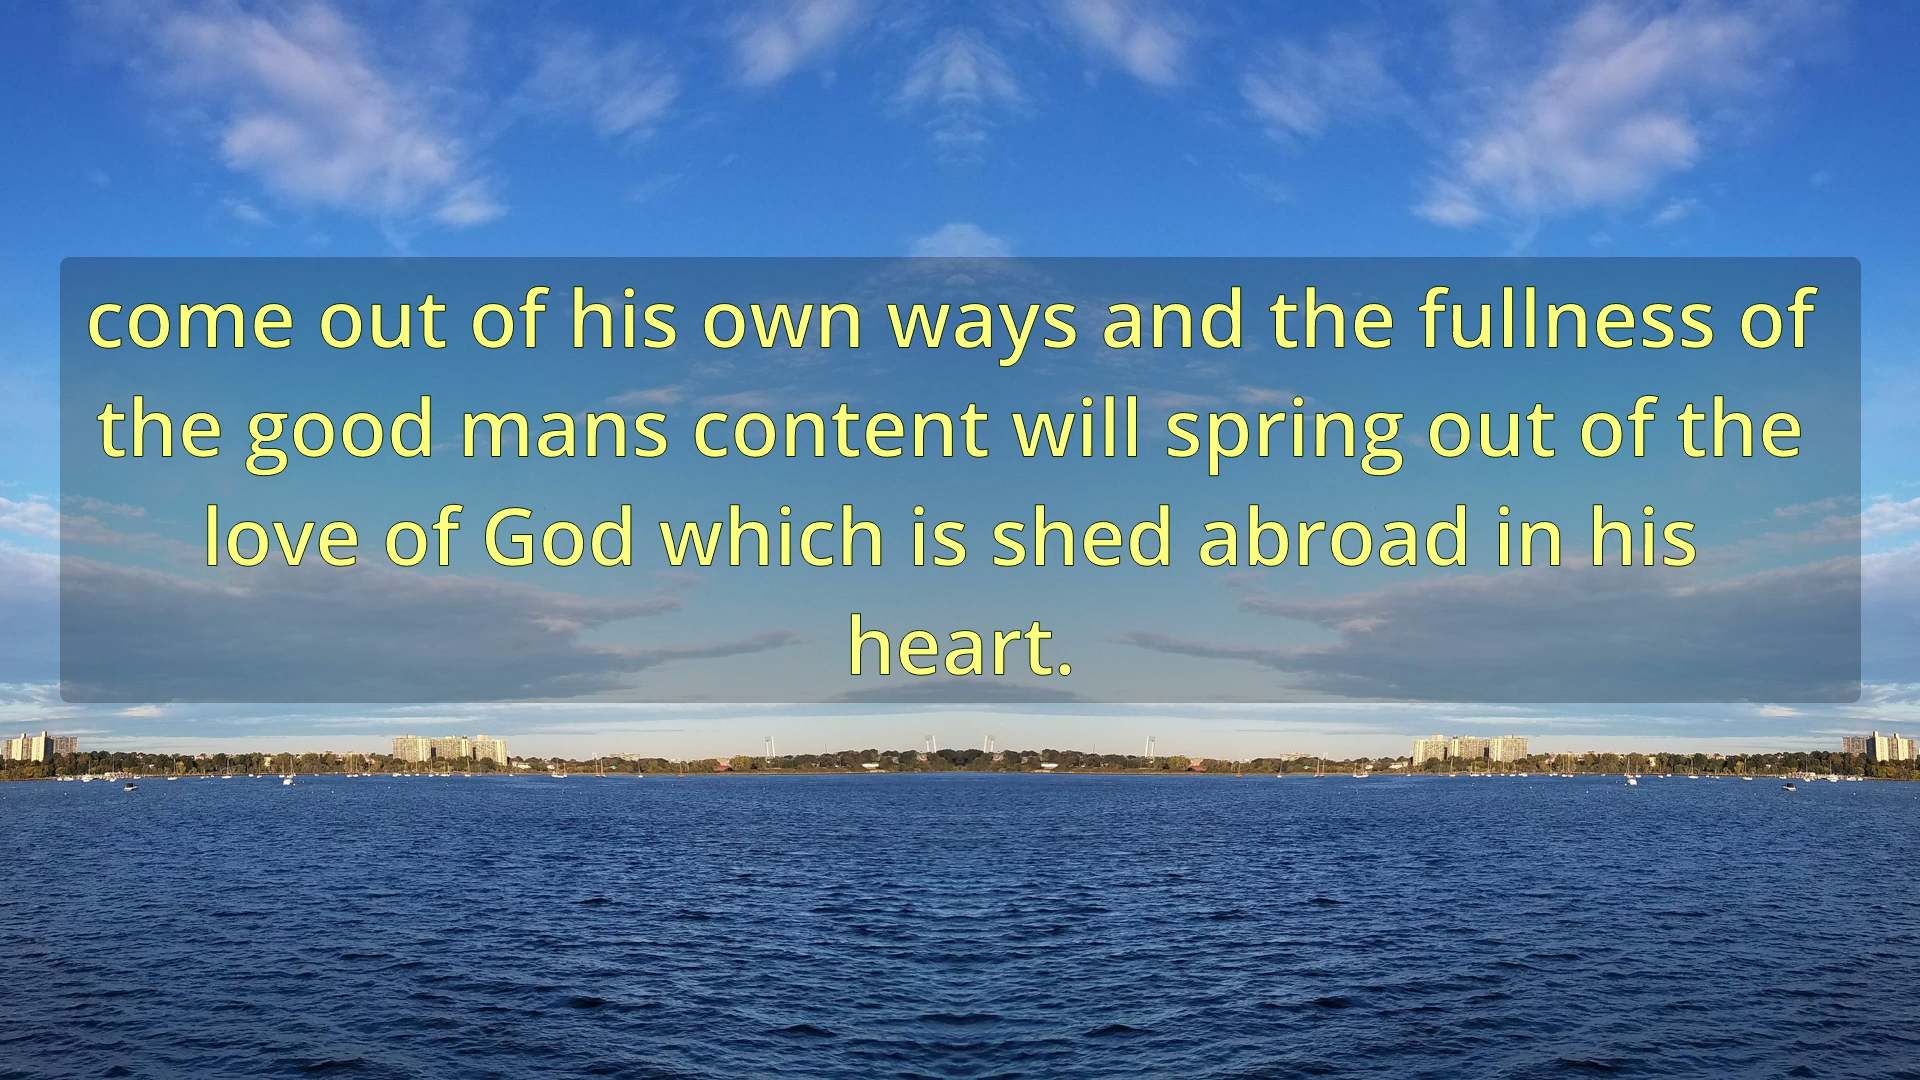 come out of his own ways and the fullness of
the good mans content will spring out of the
love of God which is shed abroad in his
heart.